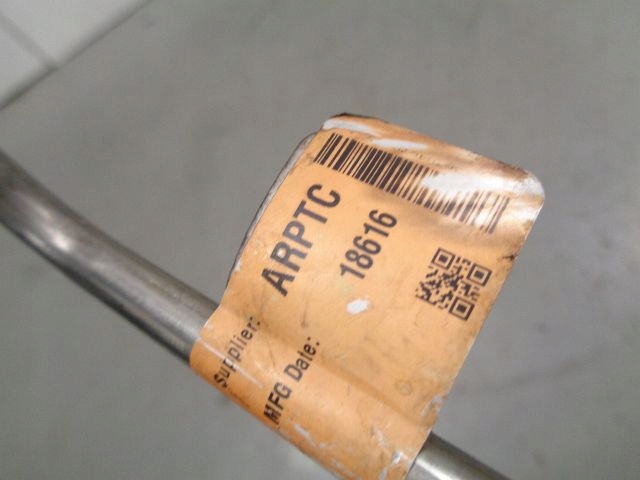 Supplier: ARPTC
MFG Date: 18616